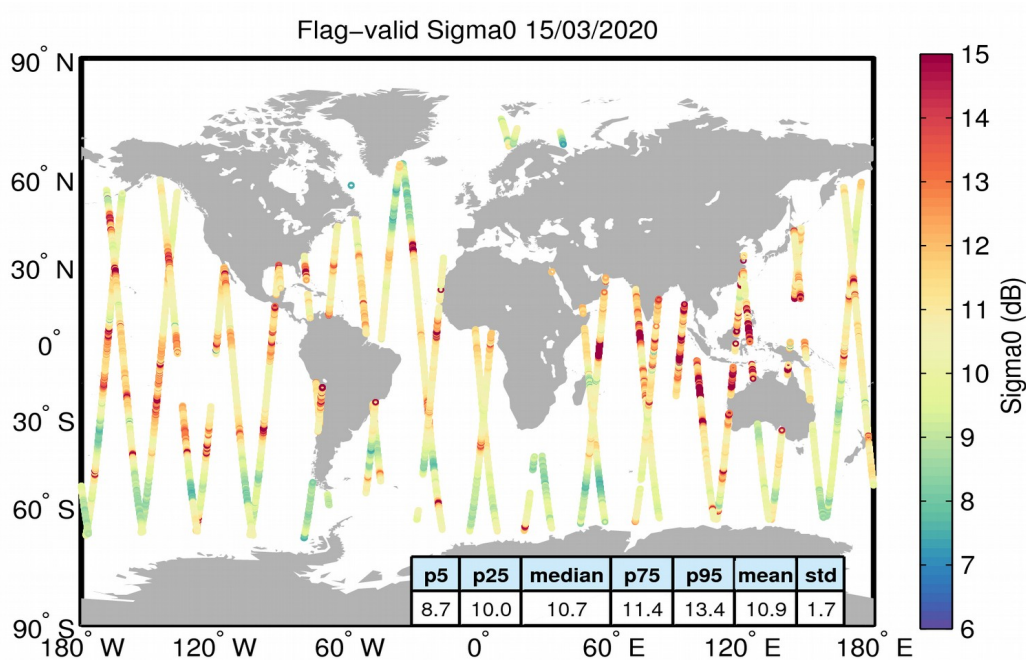 Flag−valid Sigma0 15/03/2020
90° N
60° N
30° N
0°
30° S
60° S
90° S
180° W
120° W
60° W
0°
60° E
120° E
180° E
p5 p25 median p75 p95 mean std
8.7 10.0 10.7 11.4 13.4 10.9 1.7
15
14
13
12
11
10
9
8
7
6
Sigma0 (dB)